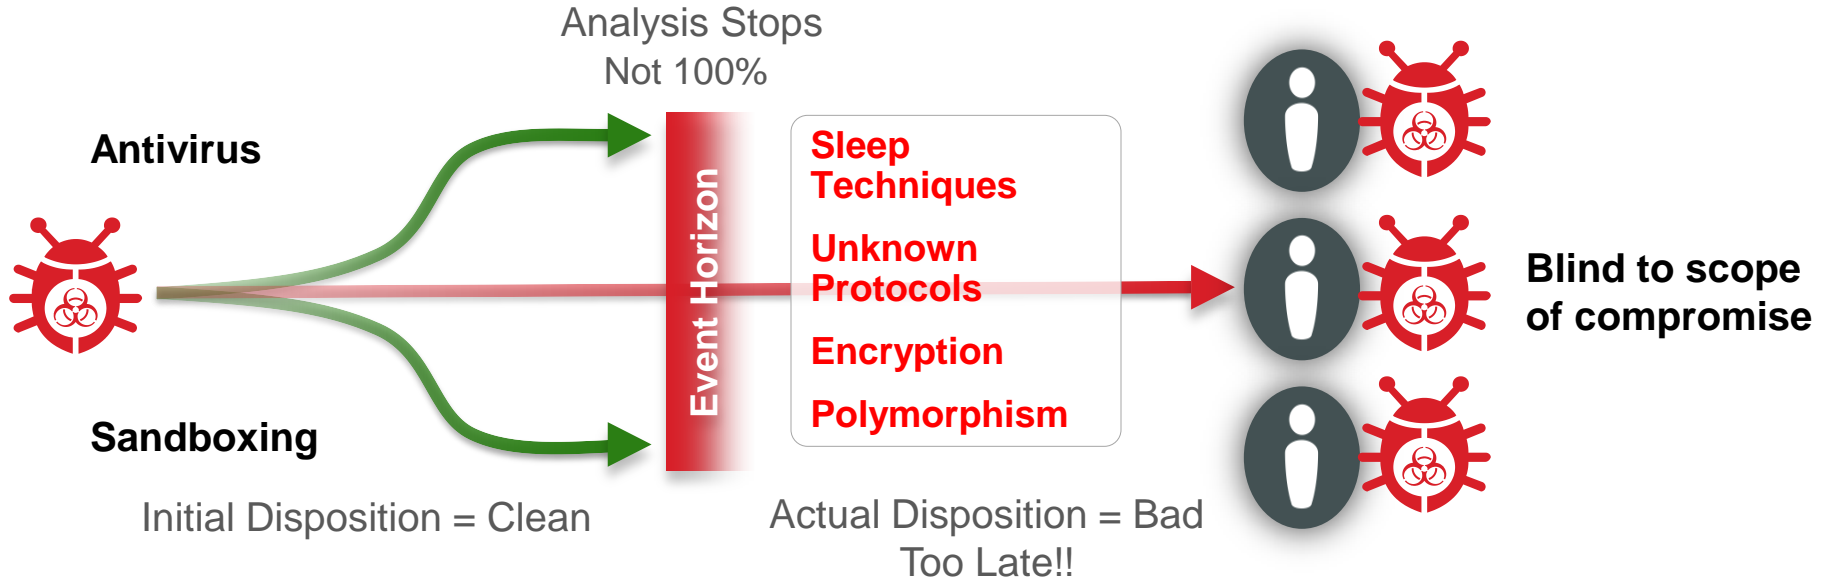 Analysis Stops
Not 100%
Antivirus
Sandboxing
Initial Disposition = Clean
Event Horizon
Sleep
Techniques
Unknown
Protocols
Encryption
Polymorphism
Actual Disposition = Bad
Too Late!!
Blind to scope
of compromise